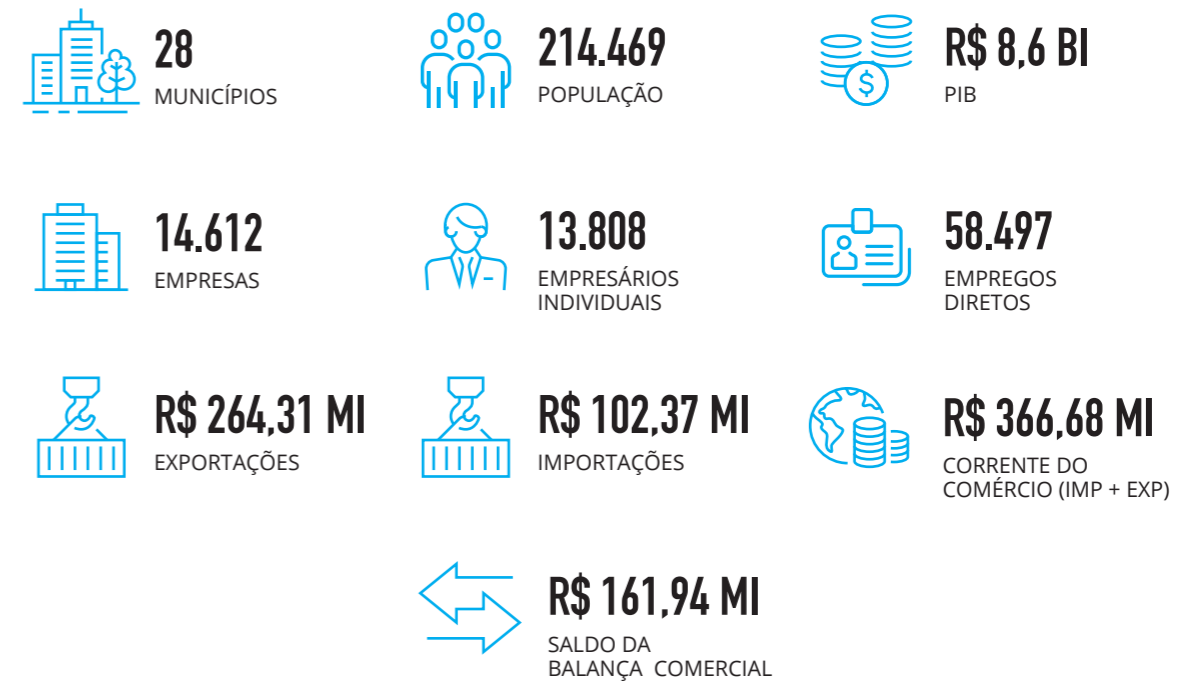 28
MUNICÍPIOS
214.469
POPULAÇÃO
R$ 8,6 BI
PIB
$
14.612
EMPRESAS
13.808
EMPRESÁRIOS
INDIVIDUAIS
58.497
EMPREGOS
DIRETOS
R$ 264,31 MI
EXPORTAÇÕES
R$ 102,37 MI
IMPORTAÇÕES
R$ 366,68 MI
CORRENTE DO
COMÉRCIO (IMP + EXP)
R$ 161,94 MI
SALDO DA
BALANÇA COMERCIAL